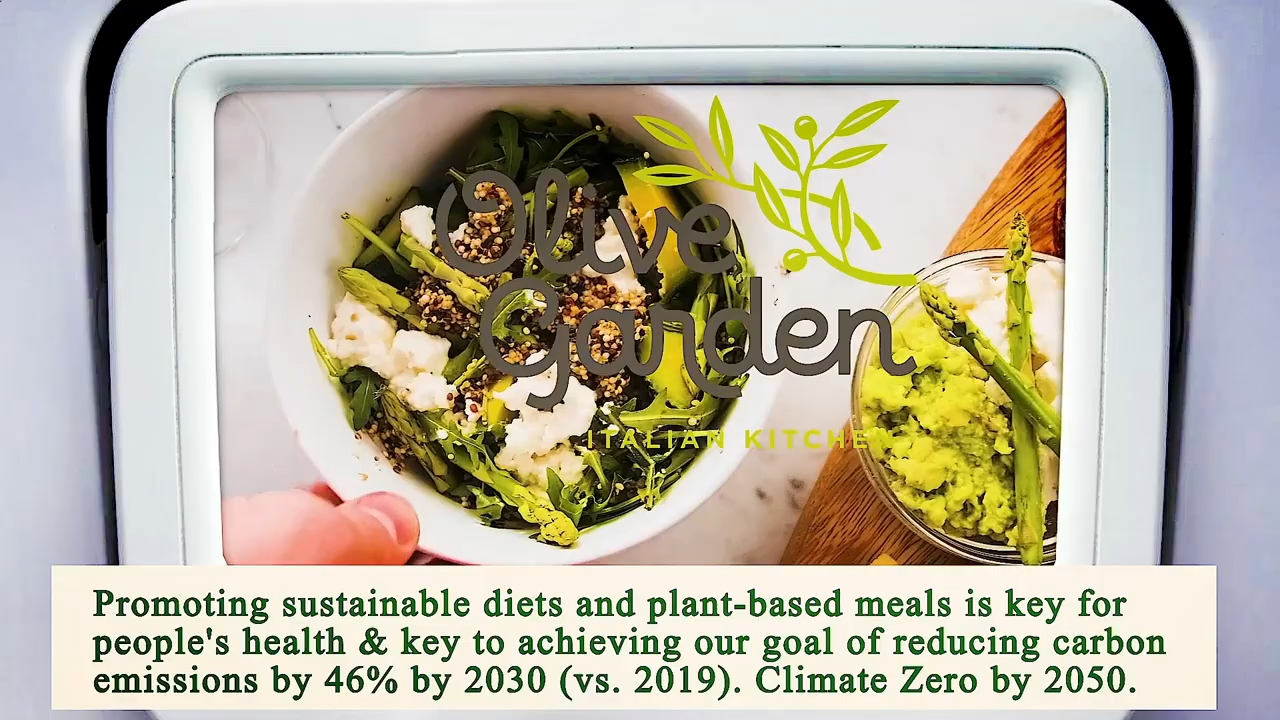 Olive
Garden
ITALIAN KITCHEN
Promoting sustainable diets and plant-based meals is key for
people's health & key to achieving our goal of reducing carbon
emissions by 46% by 2030 (vs. 2019). Climate Zero by 2050.